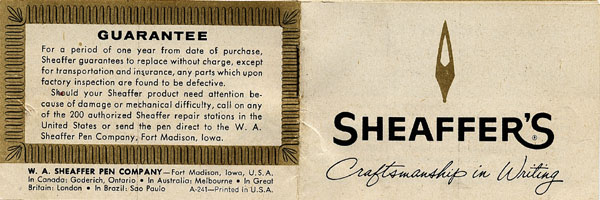 GUARANTEE
For a period of one year from date of purchase,
Sheaffer guarantees to replace without charge, except
for transportation and insurance, any parts which upon
factory inspection are found to be defective.
Should your Sheaffer product need attention be-
cause of damage or mechanical difficulty, call on any
of the 200 authorized Sheaffer repair stations in the
United States or send the pen direct to the W. A.
Sheaffer Pen Company, Fort Madison, Iowa.
W. A. SHEAFFER PEN COMPANY—Fort Madison, Iowa, U.S.A.
In Canada: Goderich, Ontario • In Australia: Melbourne • In Great
Britain: London • In Brazil: Sao Paulo A-241—Printed in U.S.A.
SHEAFFER'S®
Craftsmanship in Writing